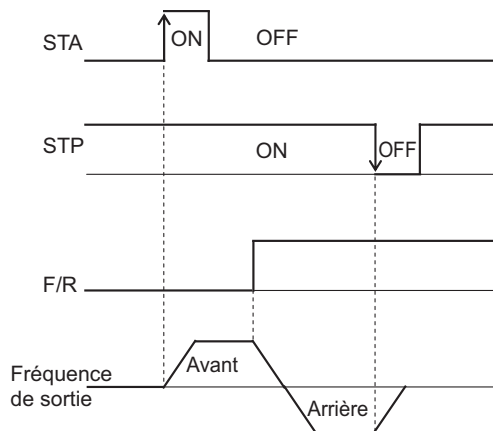 STA
ON
OFF
STP
ON
OFF
F/R
Fréquence
de sortie
Avant
Arrière